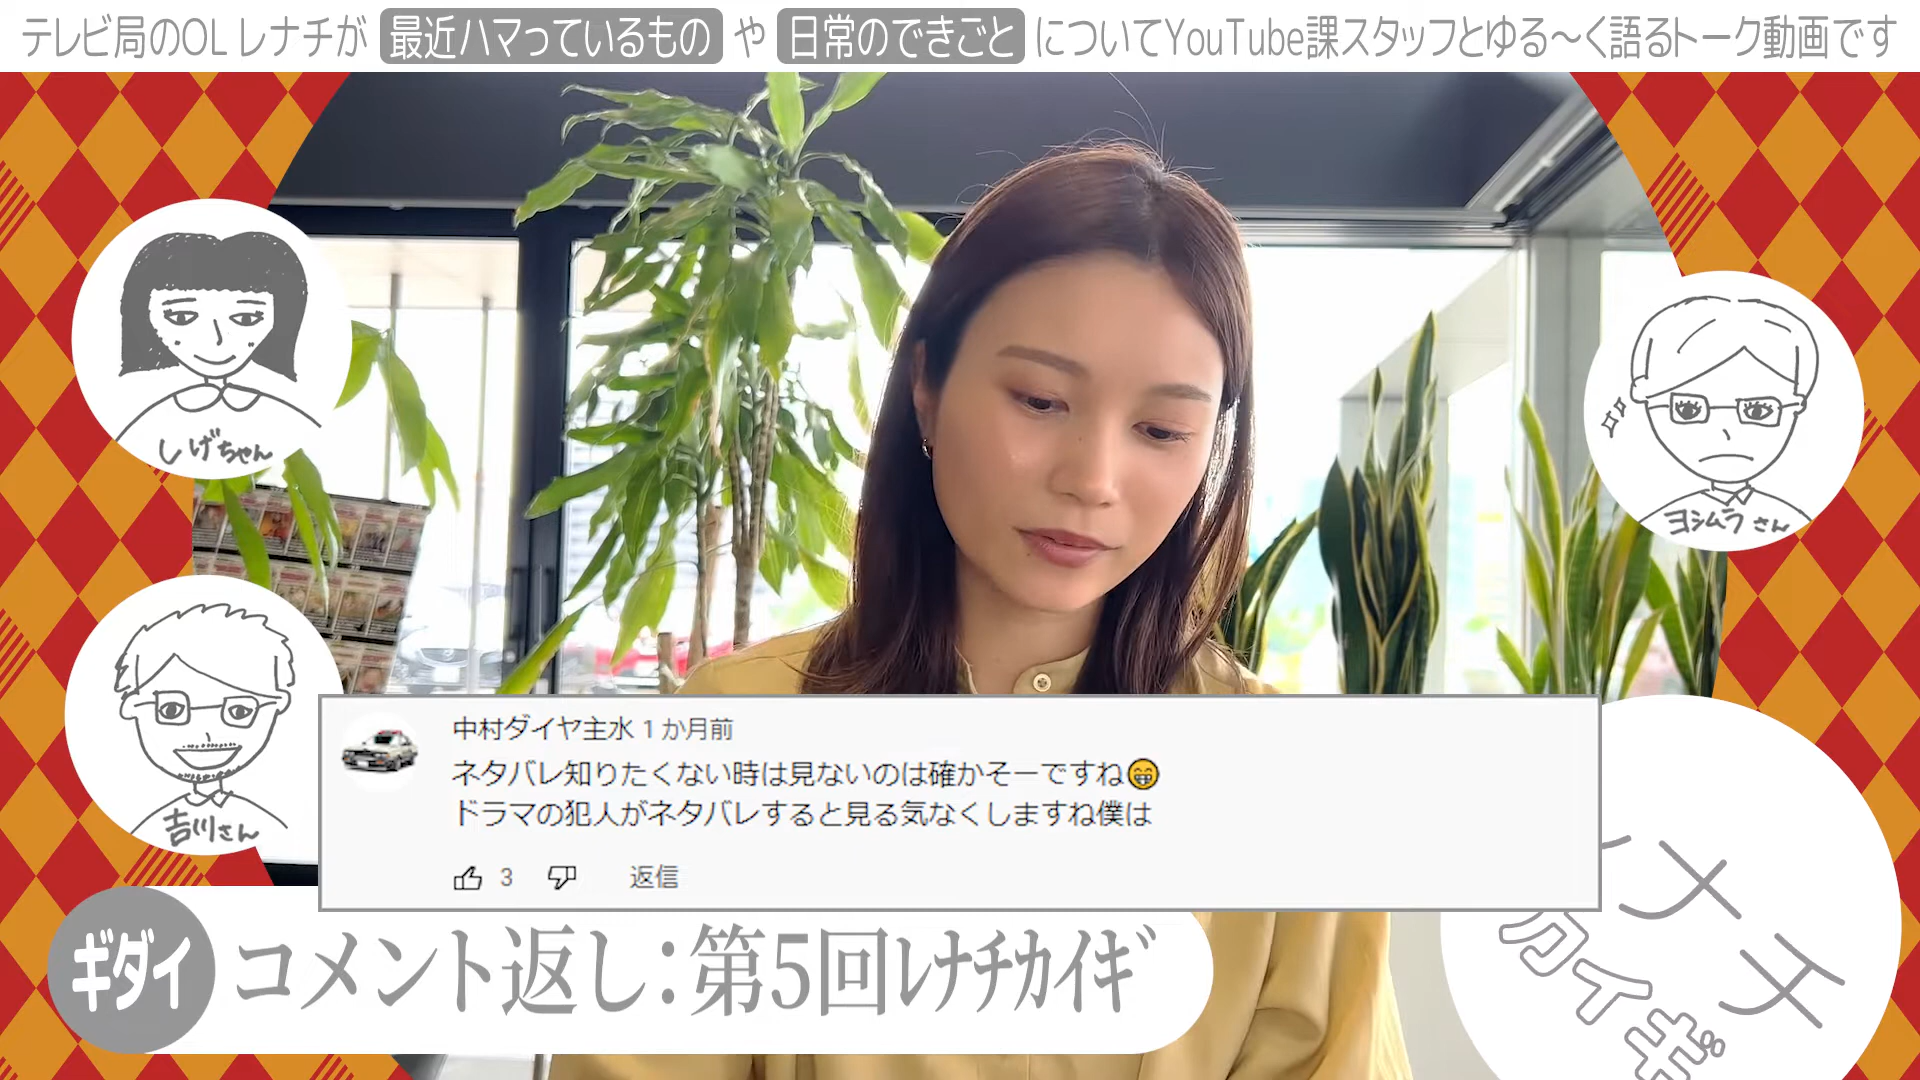 テレビ局のOLレナチが 最近ハマっているもの や 日常のできごと についてYouTube課スタッフとゆる〜く語るトーク動画です
しげちゃん
ヨシムラさん
吉川さん
中村ダイヤ主水 1 か月前
ネタバレ知りたくない時は見ないのは確かそーですね😁
ドラマの犯人がネタバレすると見る気なくしますね僕は
3 返信
ギダイ
コメント返し：第5回ﾚﾅﾁｶｲｷﾞ
ナチ
カイギ